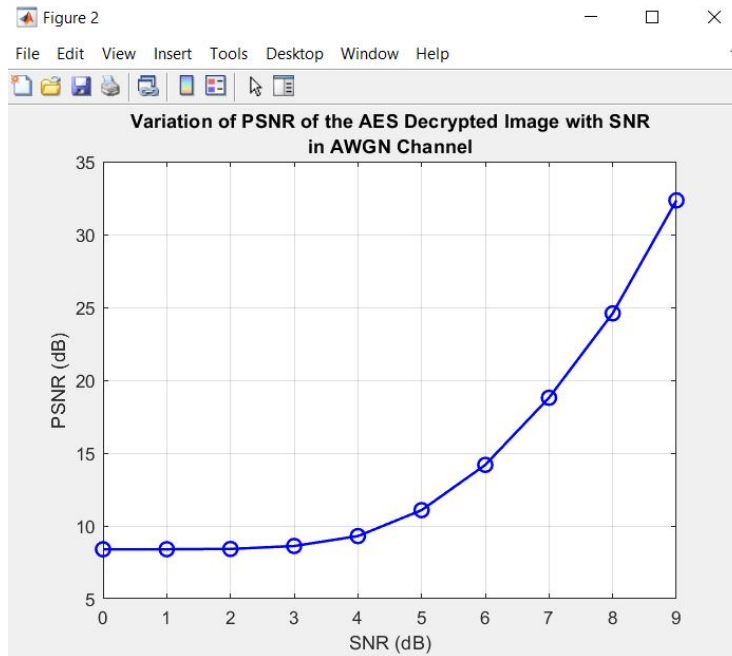 Figure 2
File Edit View Insert Tools Desktop Window Help
Variation of PSNR of the AES Decrypted Image with SNR
in AWGN Channel
35
30
25
20
15
10
5
PSNR (dB)
0 1 2 3 4 5 6 7 8 9
SNR (dB)